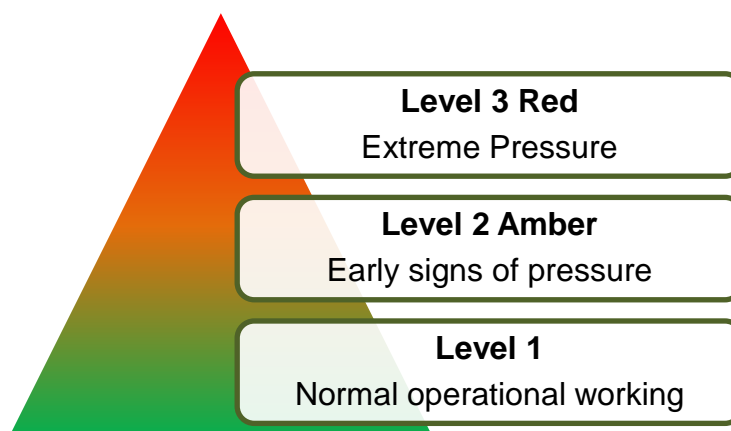 Level 3 Red
Extreme Pressure
Level 2 Amber
Early signs of pressure
Level 1
Normal operational working